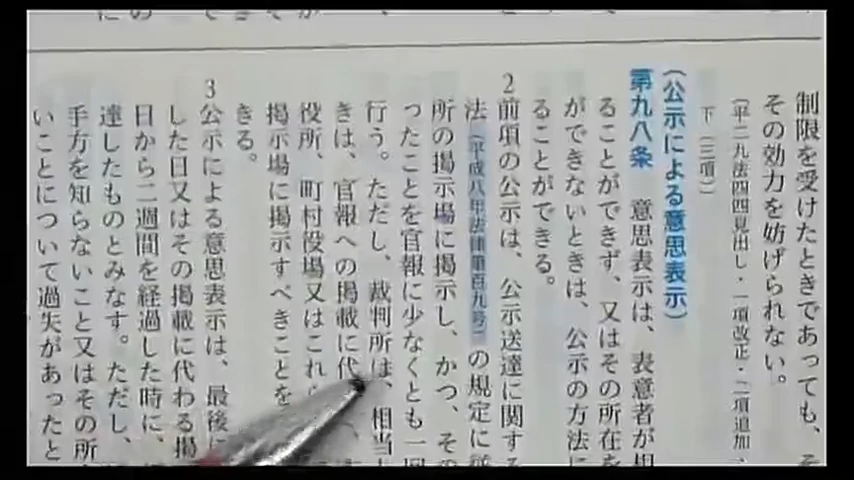 制限を受けたときであっても、そ
その効力を妨げられない。
(平二九法四四見出し・一項改正・二項追加、
下(三項)
(公示による意思表示)
第九八条 意思表示は、表意者が相
ることができず、又はその所在を
ができないときは、公示の方法に
ることができる。
2 前項の公示は、公示送達に関する
法(平成八年法律第百九号)の規定に従
所の掲示場に掲示し、かつ、その
ったことを官報に少なくとも一回
行う。ただし、裁判所は、相当
きは、官報への掲載に代
役所、町村役場又はこれら
掲示場に掲示すべきことを
きる。
3 公示による意思表示は、最後に
した日又はその掲載に代わる掲
日から二週間を経過した時に、
達したものとみなす。ただし、
手方を知らないこと又はその所
いことについて過失があったと